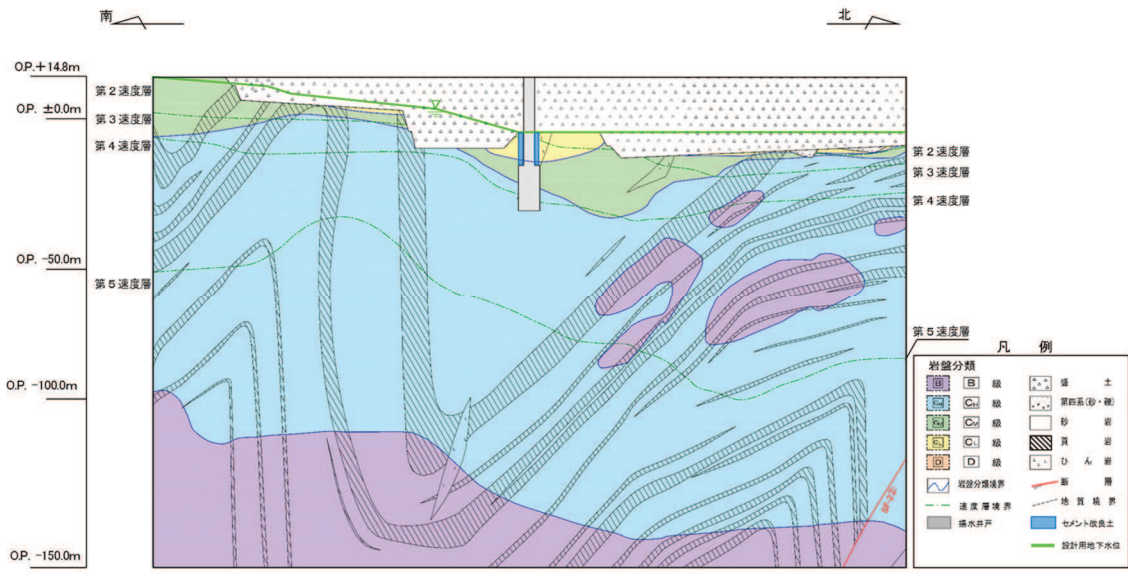 南
北
O.P.+14.8m
第2速度層
O.P. ±0.0m
第3速度層
第4速度層
第2速度層
第3速度層
第4速度層
O.P. -50.0m
第5速度層
第5速度層
O.P. -100.0m
O.P. -150.0m
凡 例
岩盤分類
B B 級
CH CH 級
CM CM 級
CL CL 級
D D 級
岩盤分類境界
速度層境界
揚水井戸
盛 土
第四系(砂・礫)
砂 岩
頁 岩
ひ ん 岩
断 層
地 質 境 界
セメント改良土
設計用地下水位